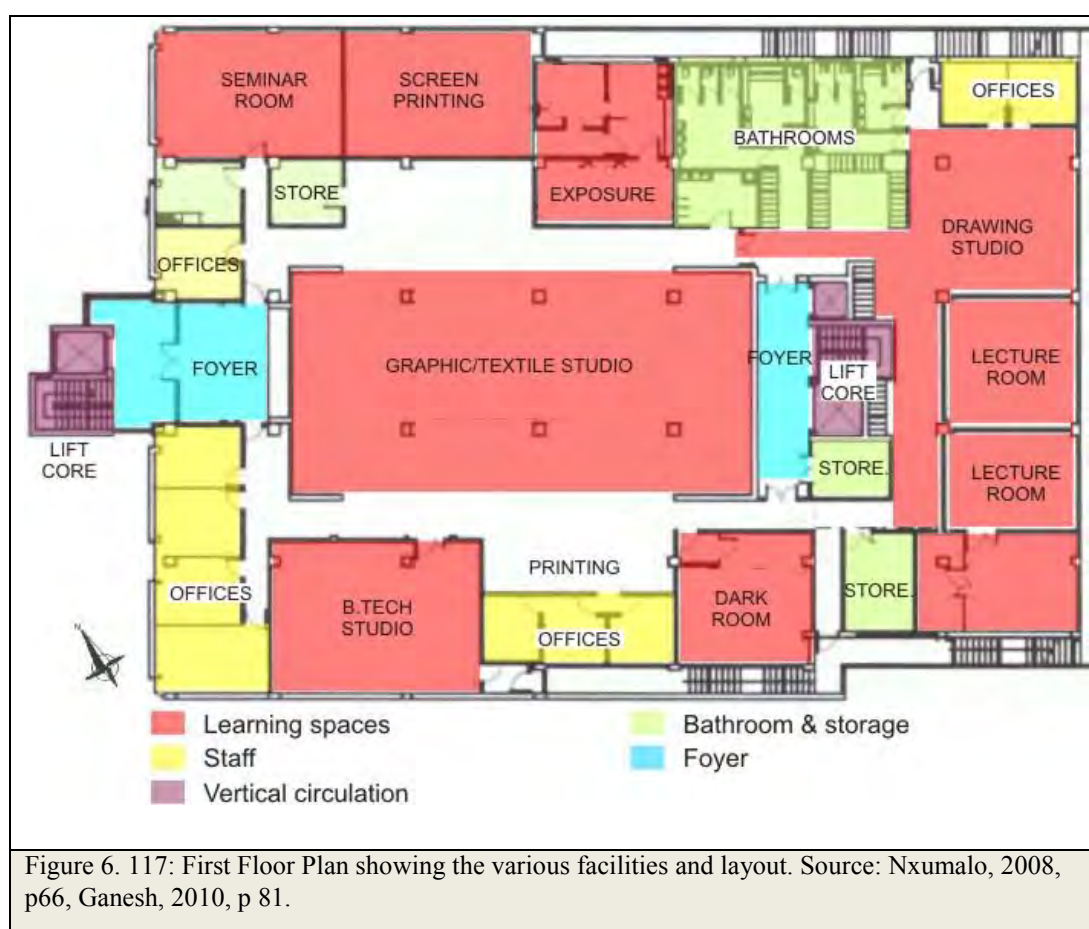 SEMINAR
ROOM
SCREEN
PRINTING
OFFICES
BATHROOMS
STORE
EXPOSURE
DRAWING
STUDIO
OFFICES
FOYER
GRAPHIC/TEXTILE STUDIO
FOYER
LIFT
CORE
LECTURE
ROOM
LIFT
CORE
STORE.
LECTURE
ROOM
PRINTING
OFFICES
B.TECH
STUDIO
OFFICES
DARK
ROOM
STORE.
N
Learning spaces
Staff
Vertical circulation
Bathroom & storage
Foyer
Figure 6. 117: First Floor Plan showing the various facilities and layout. Source: Nxumalo, 2008,
p66, Ganesh, 2010, p 81.